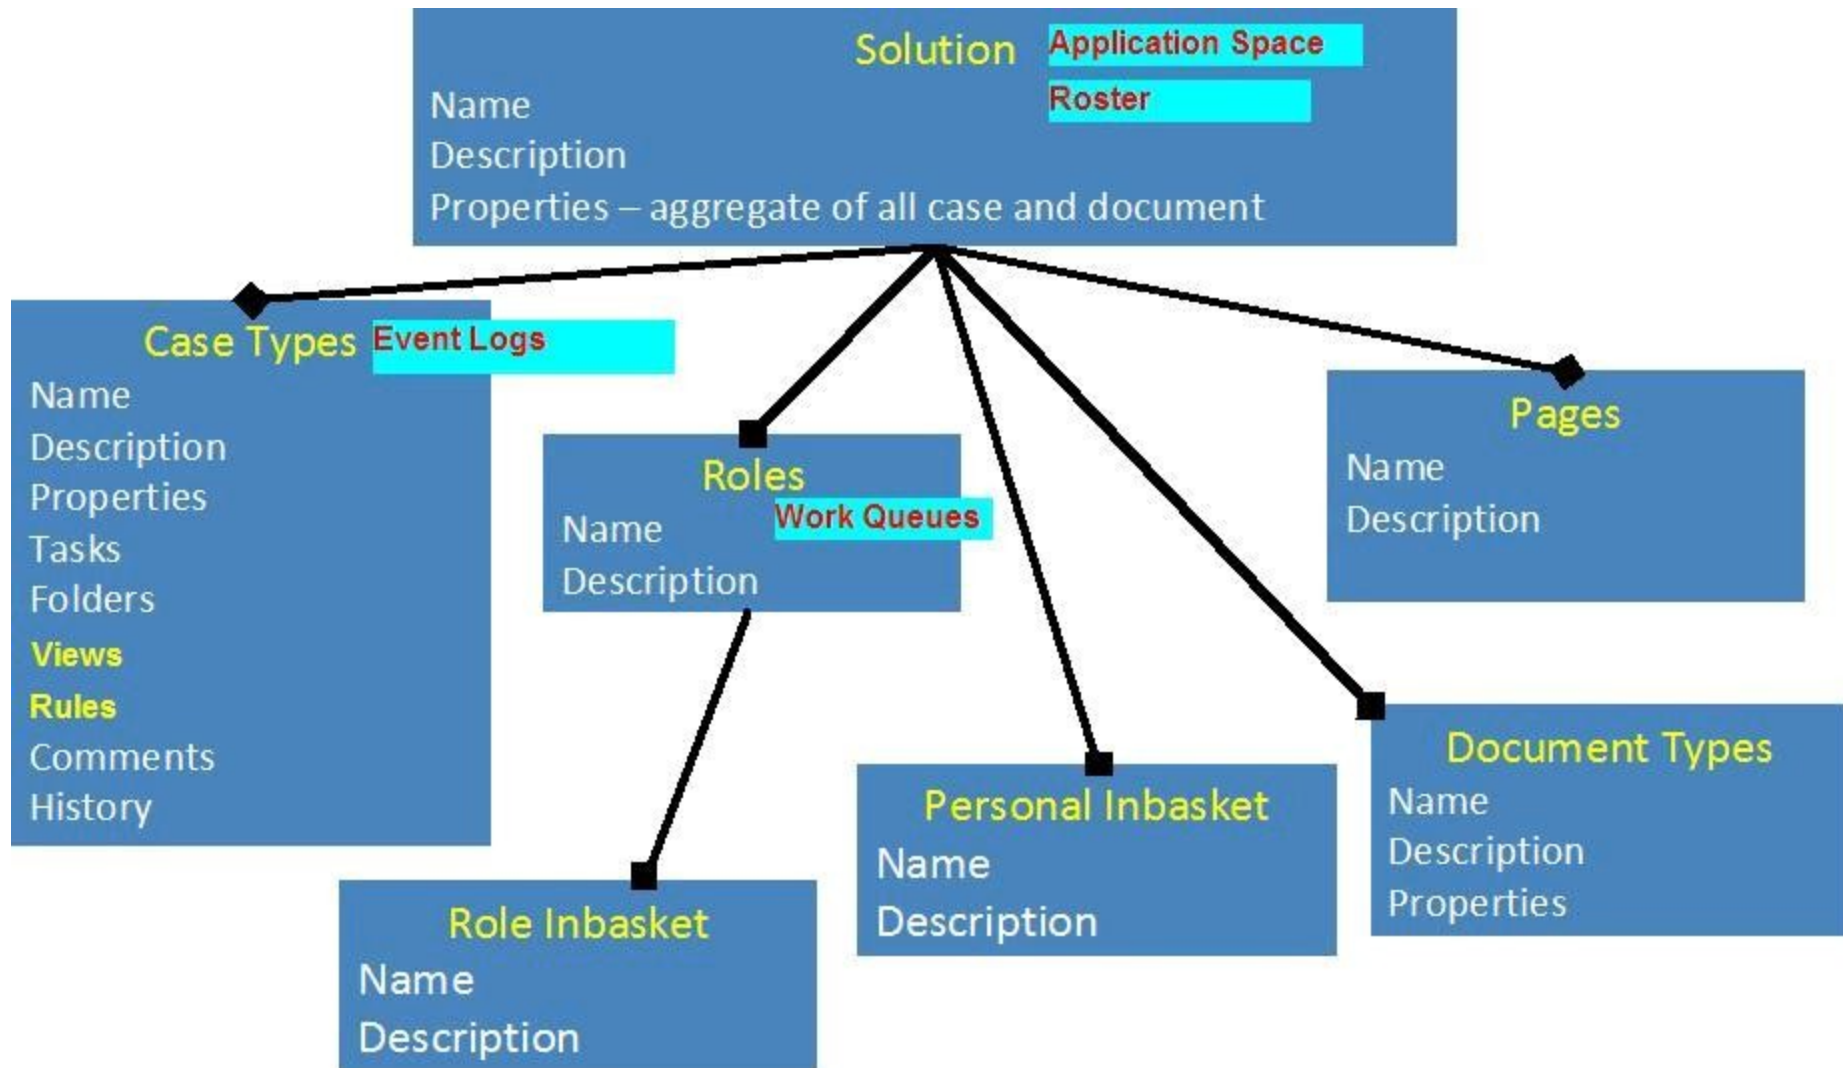 Solution
Application Space
Roster
Name
Description
Properties – aggregate of all case and document
Case Types
Event Logs
Name
Description
Properties
Tasks
Folders
Views
Rules
Comments
History
Roles
Work Queues
Name
Description
Pages
Name
Description
Role Inbasket
Name
Description
Personal Inbasket
Name
Description
Document Types
Name
Description
Properties